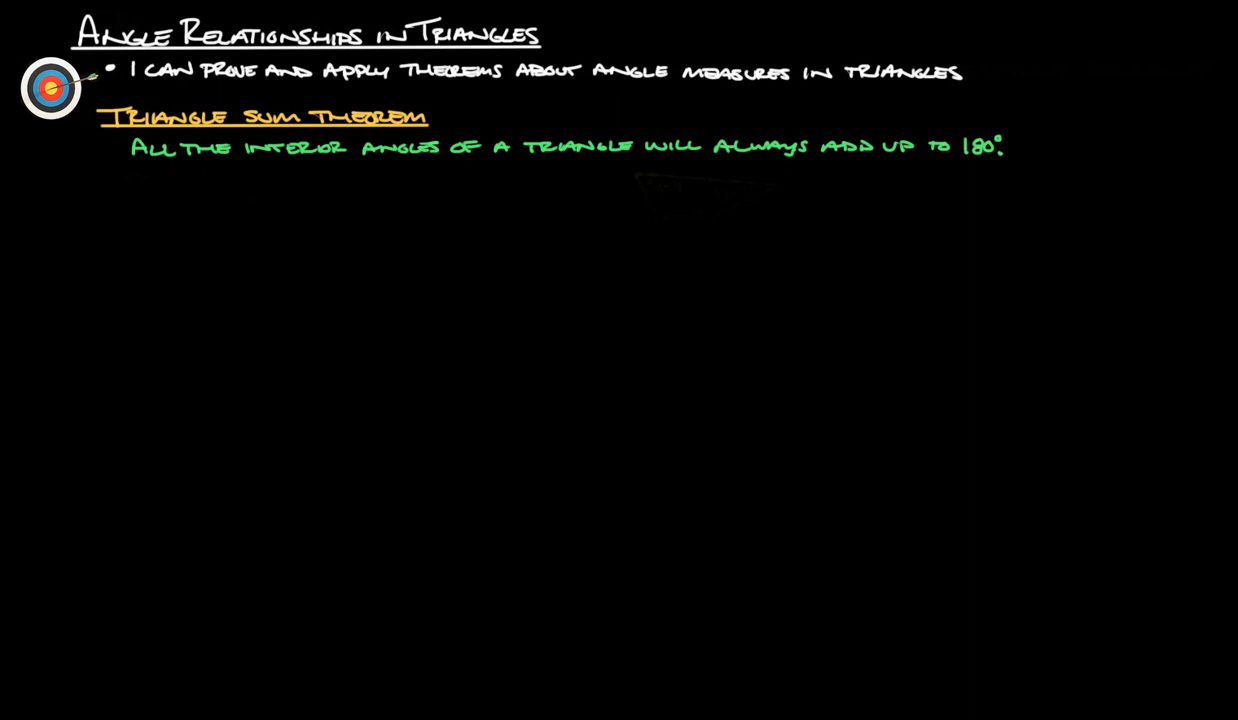 ANGLE RELATIONSHIPS IN TRIANGLES
• I CAN PROVE AND APPLY THEOREMS ABOUT ANGLE MEASURES IN TRIANGLES
TRIANGLE SUM THEOREM
ALL THE INTERIOR ANGLES OF A TRIANGLE WILL ALWAYS ADD UP TO 180°.